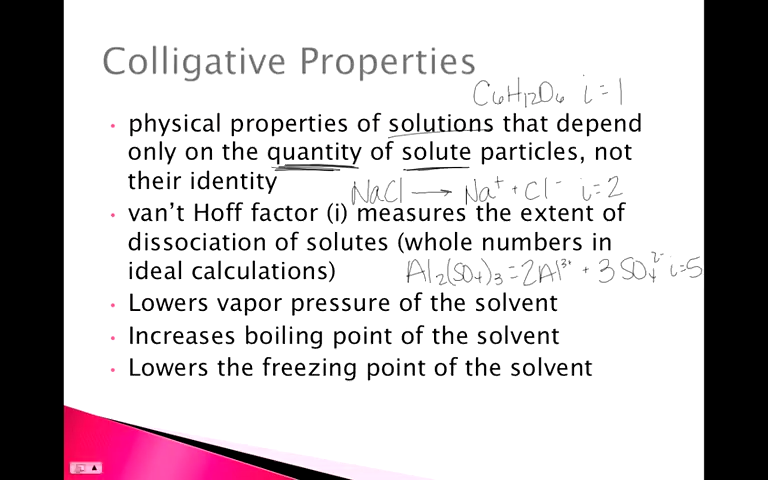 Colligative Properties
C₆H₁₂O₆ i=1
• physical properties of solutions that depend
only on the quantity of solute particles, not
their identity
NaCl → Na⁺ + Cl⁻ i=2
• van’t Hoff factor (i) measures the extent of
dissociation of solutes (whole numbers in
ideal calculations)
Al₂(SO₄)₃ = 2Al³⁺ + 3SO₄²⁻ i=5
• Lowers vapor pressure of the solvent
• Increases boiling point of the solvent
• Lowers the freezing point of the solvent